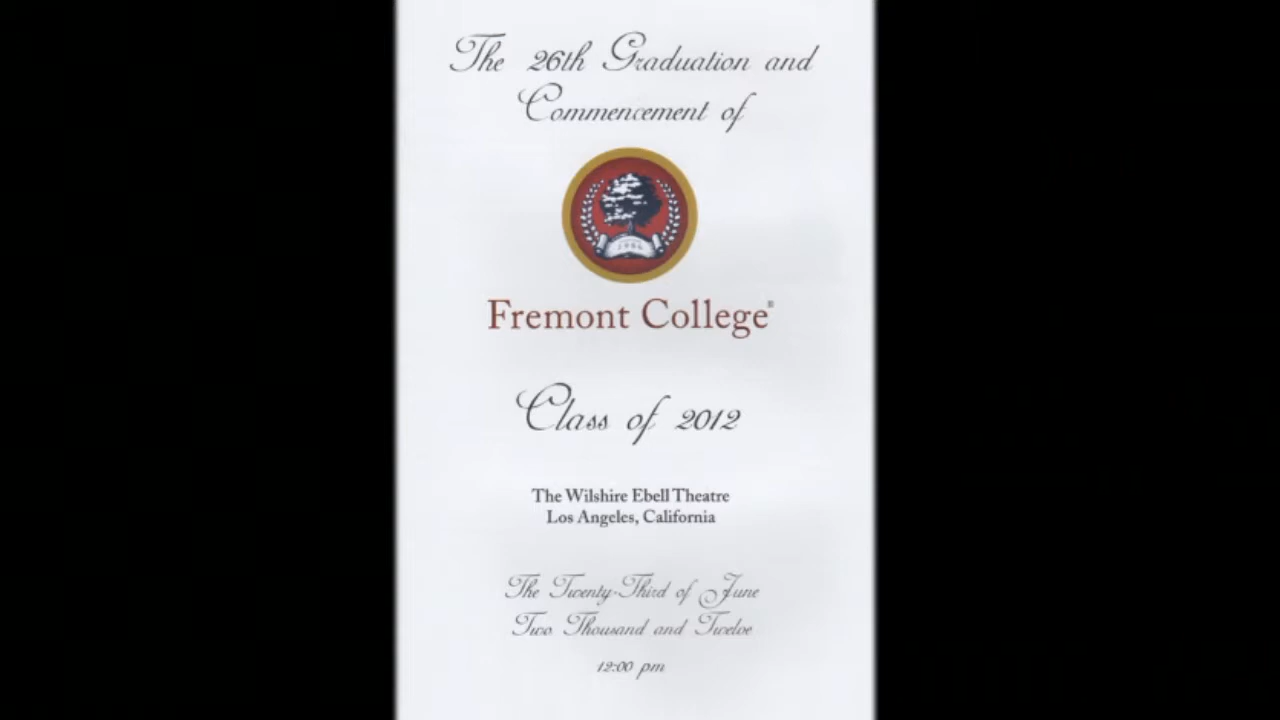 The 26th Graduation and
Commencement of
1986
Fremont College®
Class of 2012
The Wilshire Ebell Theatre
Los Angeles, California
The Twenty-Third of June
Two Thousand and Twelve
12:00 pm